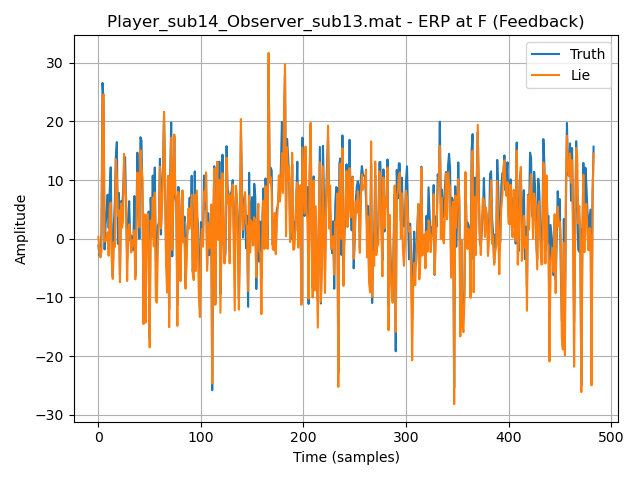 Player_sub14_Observer_sub13.mat - ERP at F (Feedback)
Truth
Lie
Amplitude
30
20
10
0
−10
−20
−30
0
100
200
300
400
500
Time (samples)